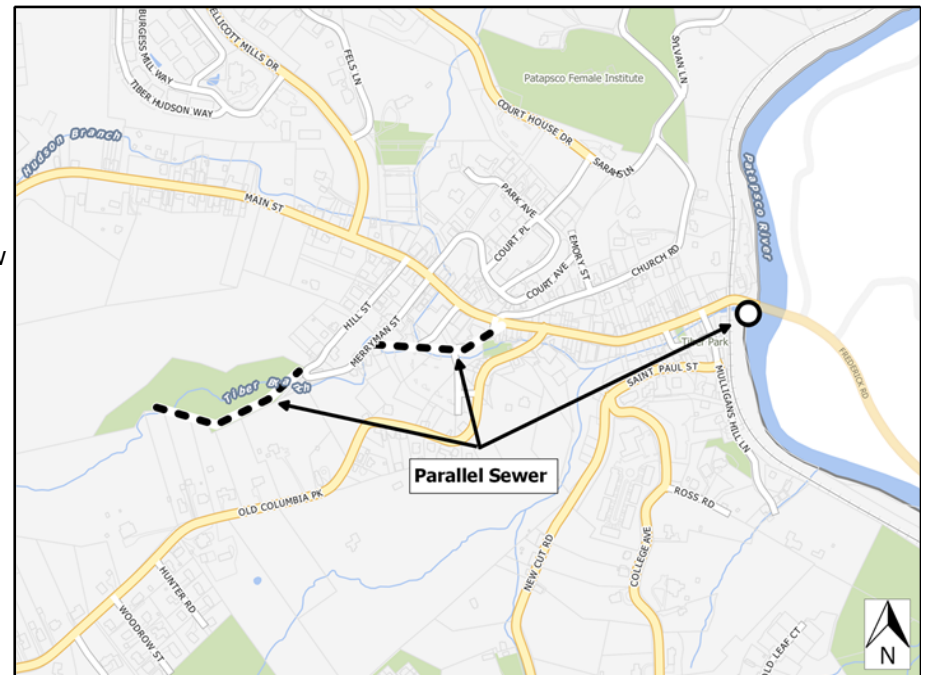 BURGESS MILL WAY
TIBER HUDSON WAY
ELLICOTT MILLS DR
FELS LN
SYLVAN LN
Patapsco Female Institute
COURT HOUSE DR
SARAHS LN
Hudson Branch
MAIN ST
PARK AVE
COURT PL
EMORY ST
COURT AVE
CHURCH RD
Patapsco River
HILL ST
MERRYMAN ST
Tiber Park
FREDERICK RD
SAINT PAUL ST
MULLIGANS HILL LN
Tiber
Parallel Sewer
OLD COLUMBIA PK
ROSS RD
NEW CUT RD
COLLEGE AVE
HUNTER RD
WOODROW ST
OLD LEAF CT
N